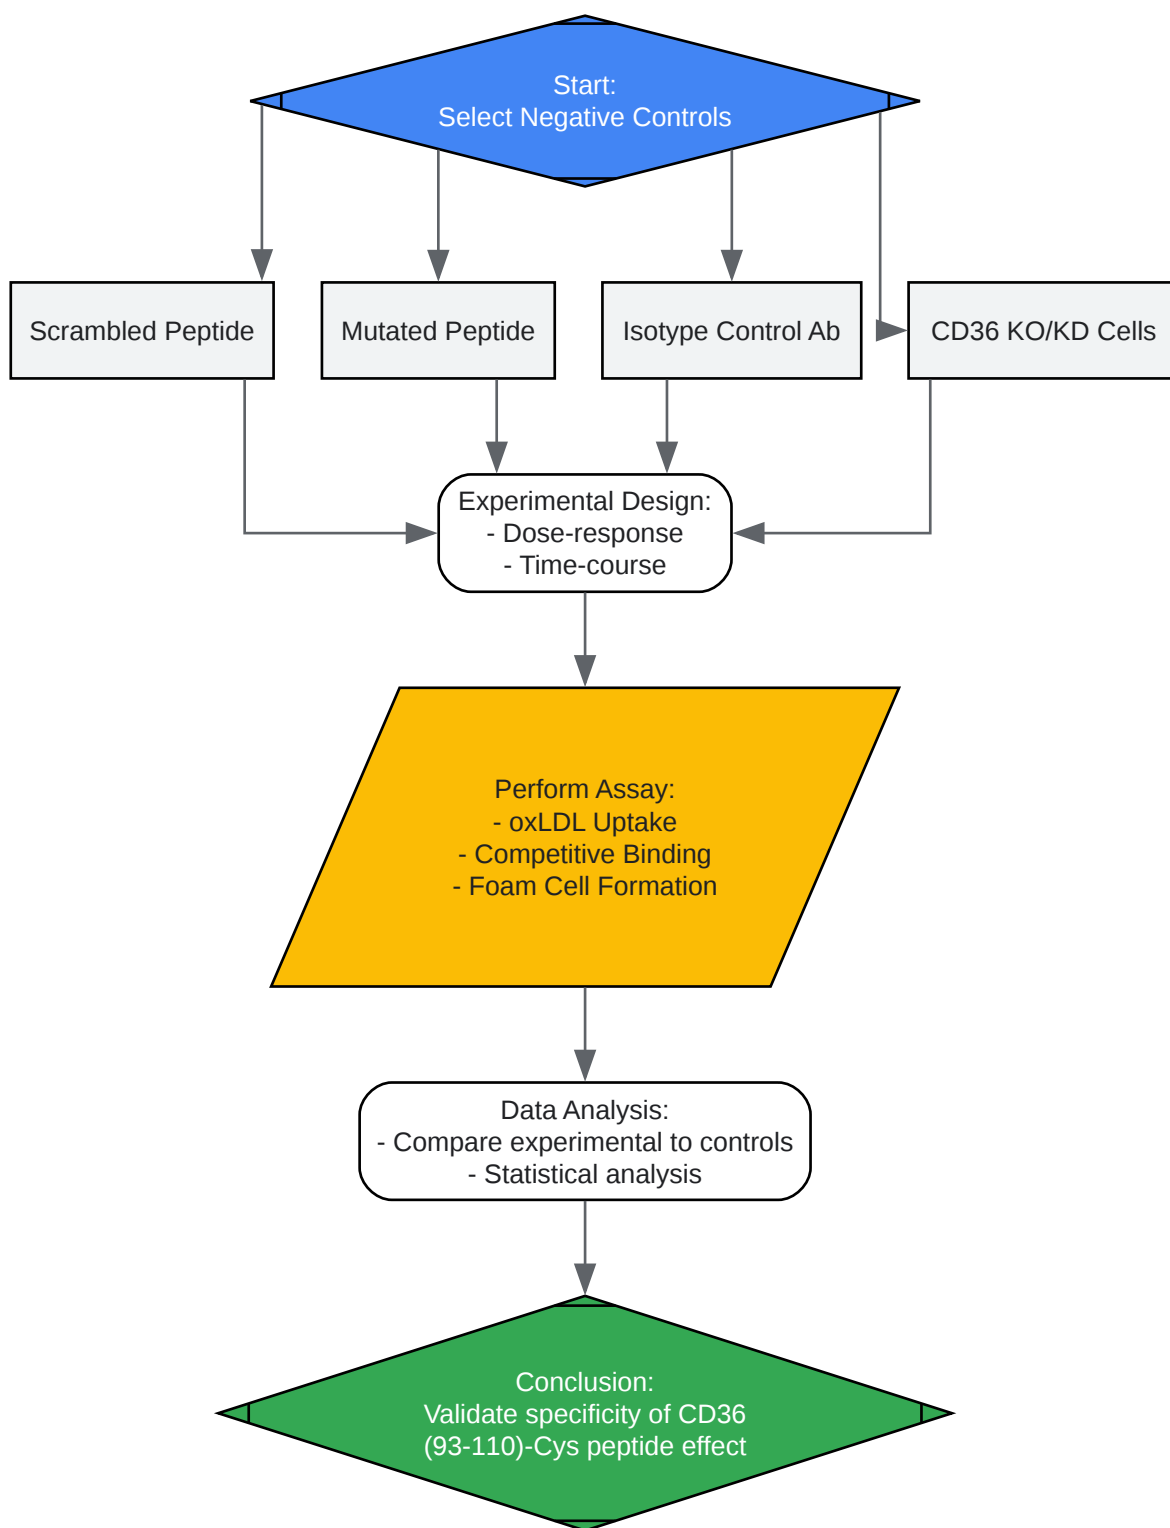 Start:
Select Negative Controls
Scrambled Peptide
Mutated Peptide
Isotype Control Ab
CD36 KO/KD Cells
Experimental Design:
- Dose-response
- Time-course
Perform Assay:
- oxLDL Uptake
- Competitive Binding
- Foam Cell Formation
Data Analysis:
- Compare experimental to controls
- Statistical analysis
Conclusion:
Validate specificity of CD36
(93-110)-Cys peptide effect